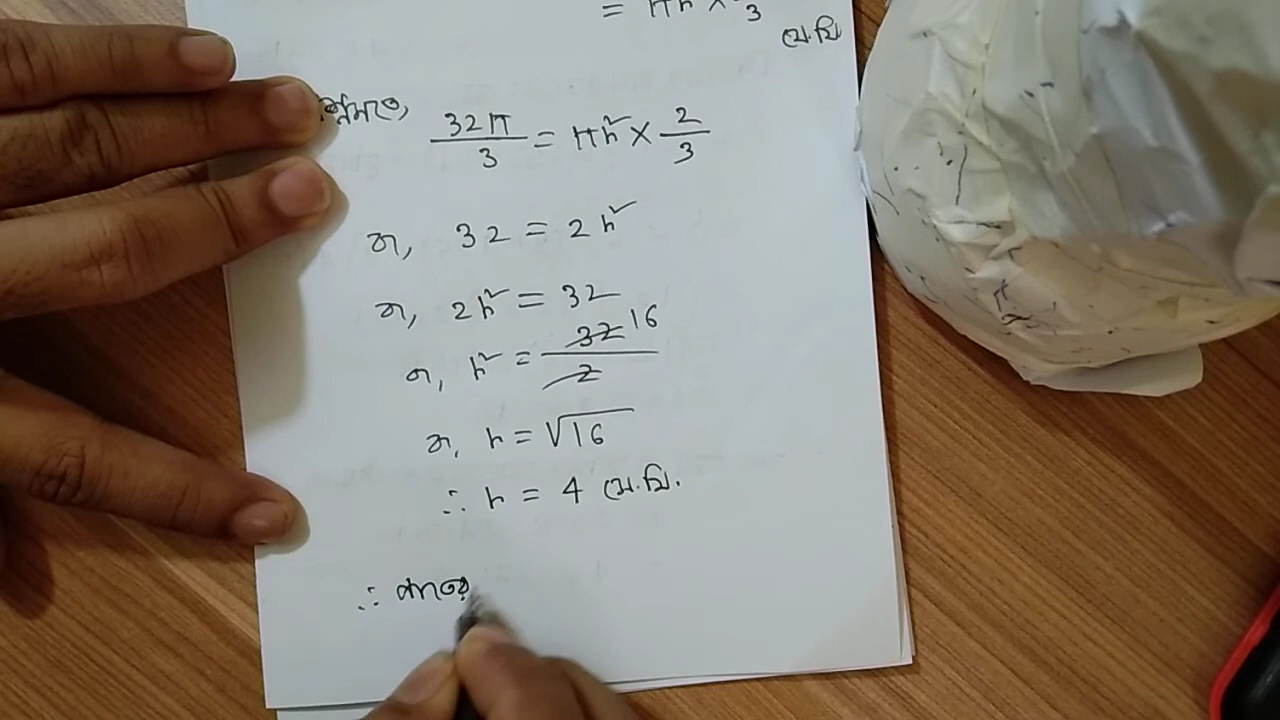 = πr² × 2/3
সে.মি
প্রশ্নমতে, 32π/3 = πr² × 2/3
বা, 32 = 2r²
বা, 2r² = 32
বা, r² = 32/2 16
বা, r = √16
∴ r = 4 সে.মি.
∴ পাতের